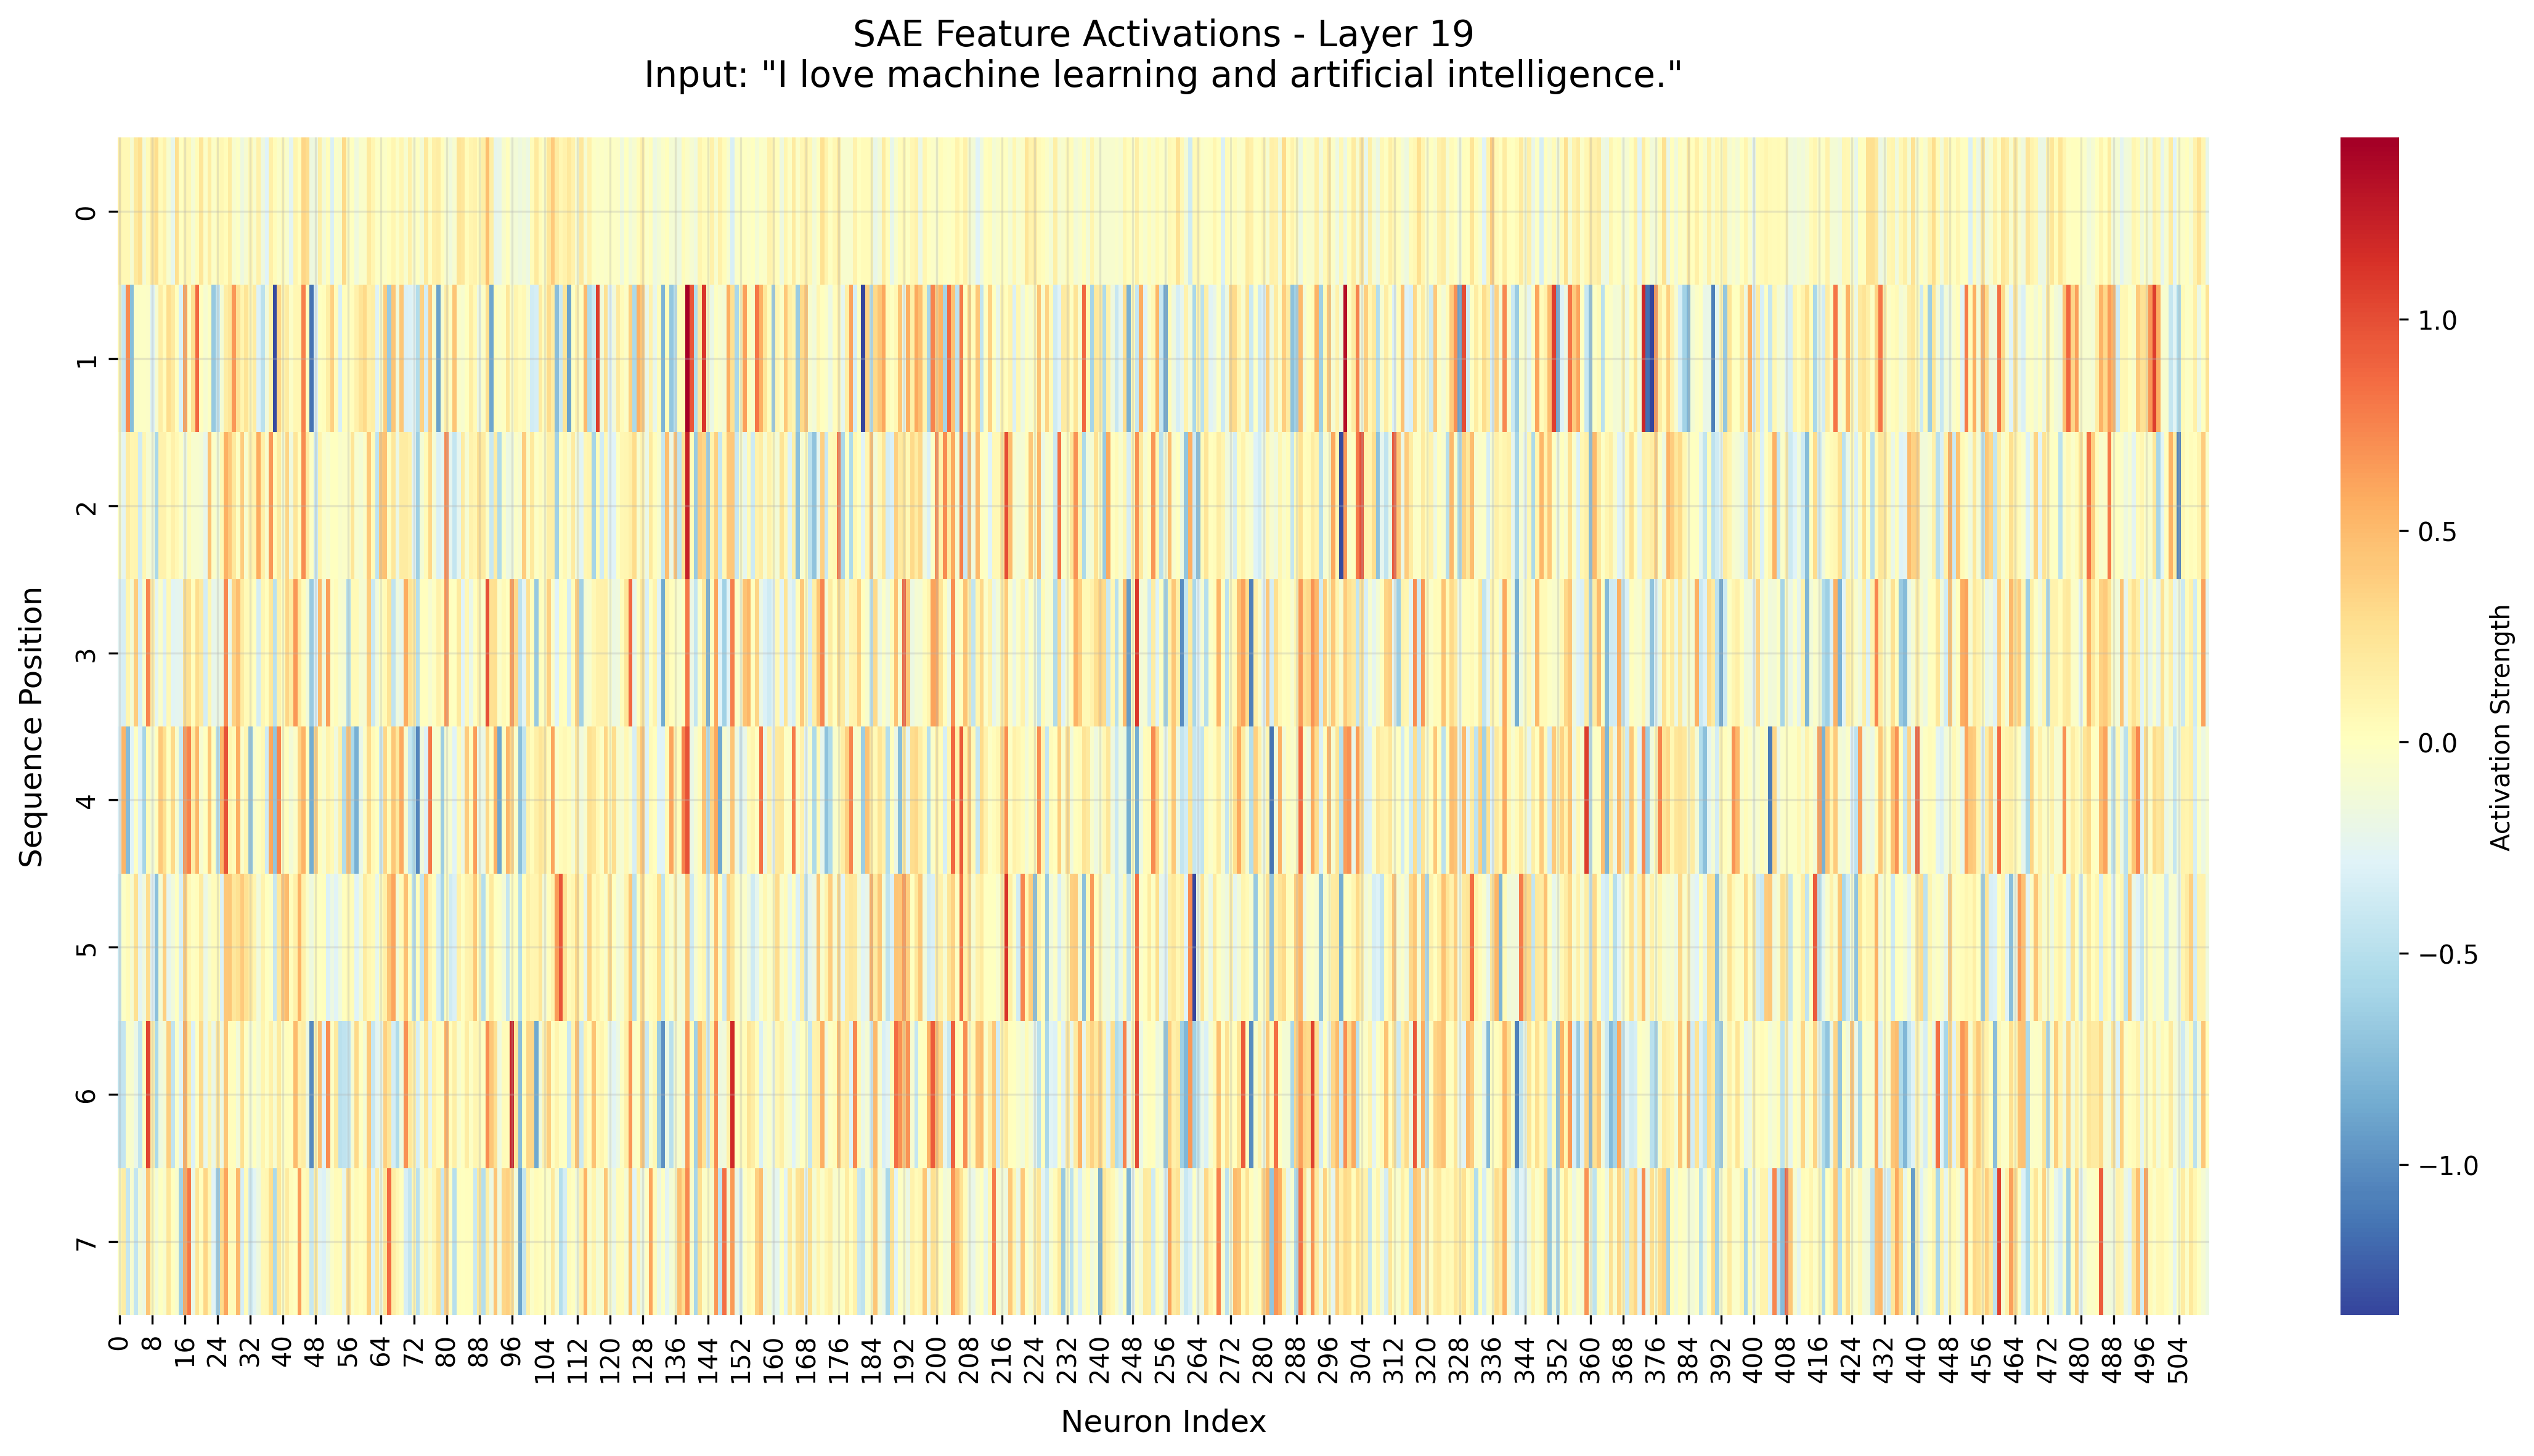 SAE Feature Activations - Layer 19
Input: "I love machine learning and artificial intelligence."
Sequence Position
0
1
2
3
4
5
6
7
0 8 16 24 32 40 48 56 64 72 80 88 96 104 112 120 128 136 144 152 160 168 176 184 192 200 208 216 224 232 240 248 256 264 272 280 288 296 304 312 320 328 336 344 352 360 368 376 384 392 400 408 416 424 432 440 448 456 464 472 480 488 496 504
Neuron Index
1.0
0.5
0.0
−0.5
−1.0
Activation Strength